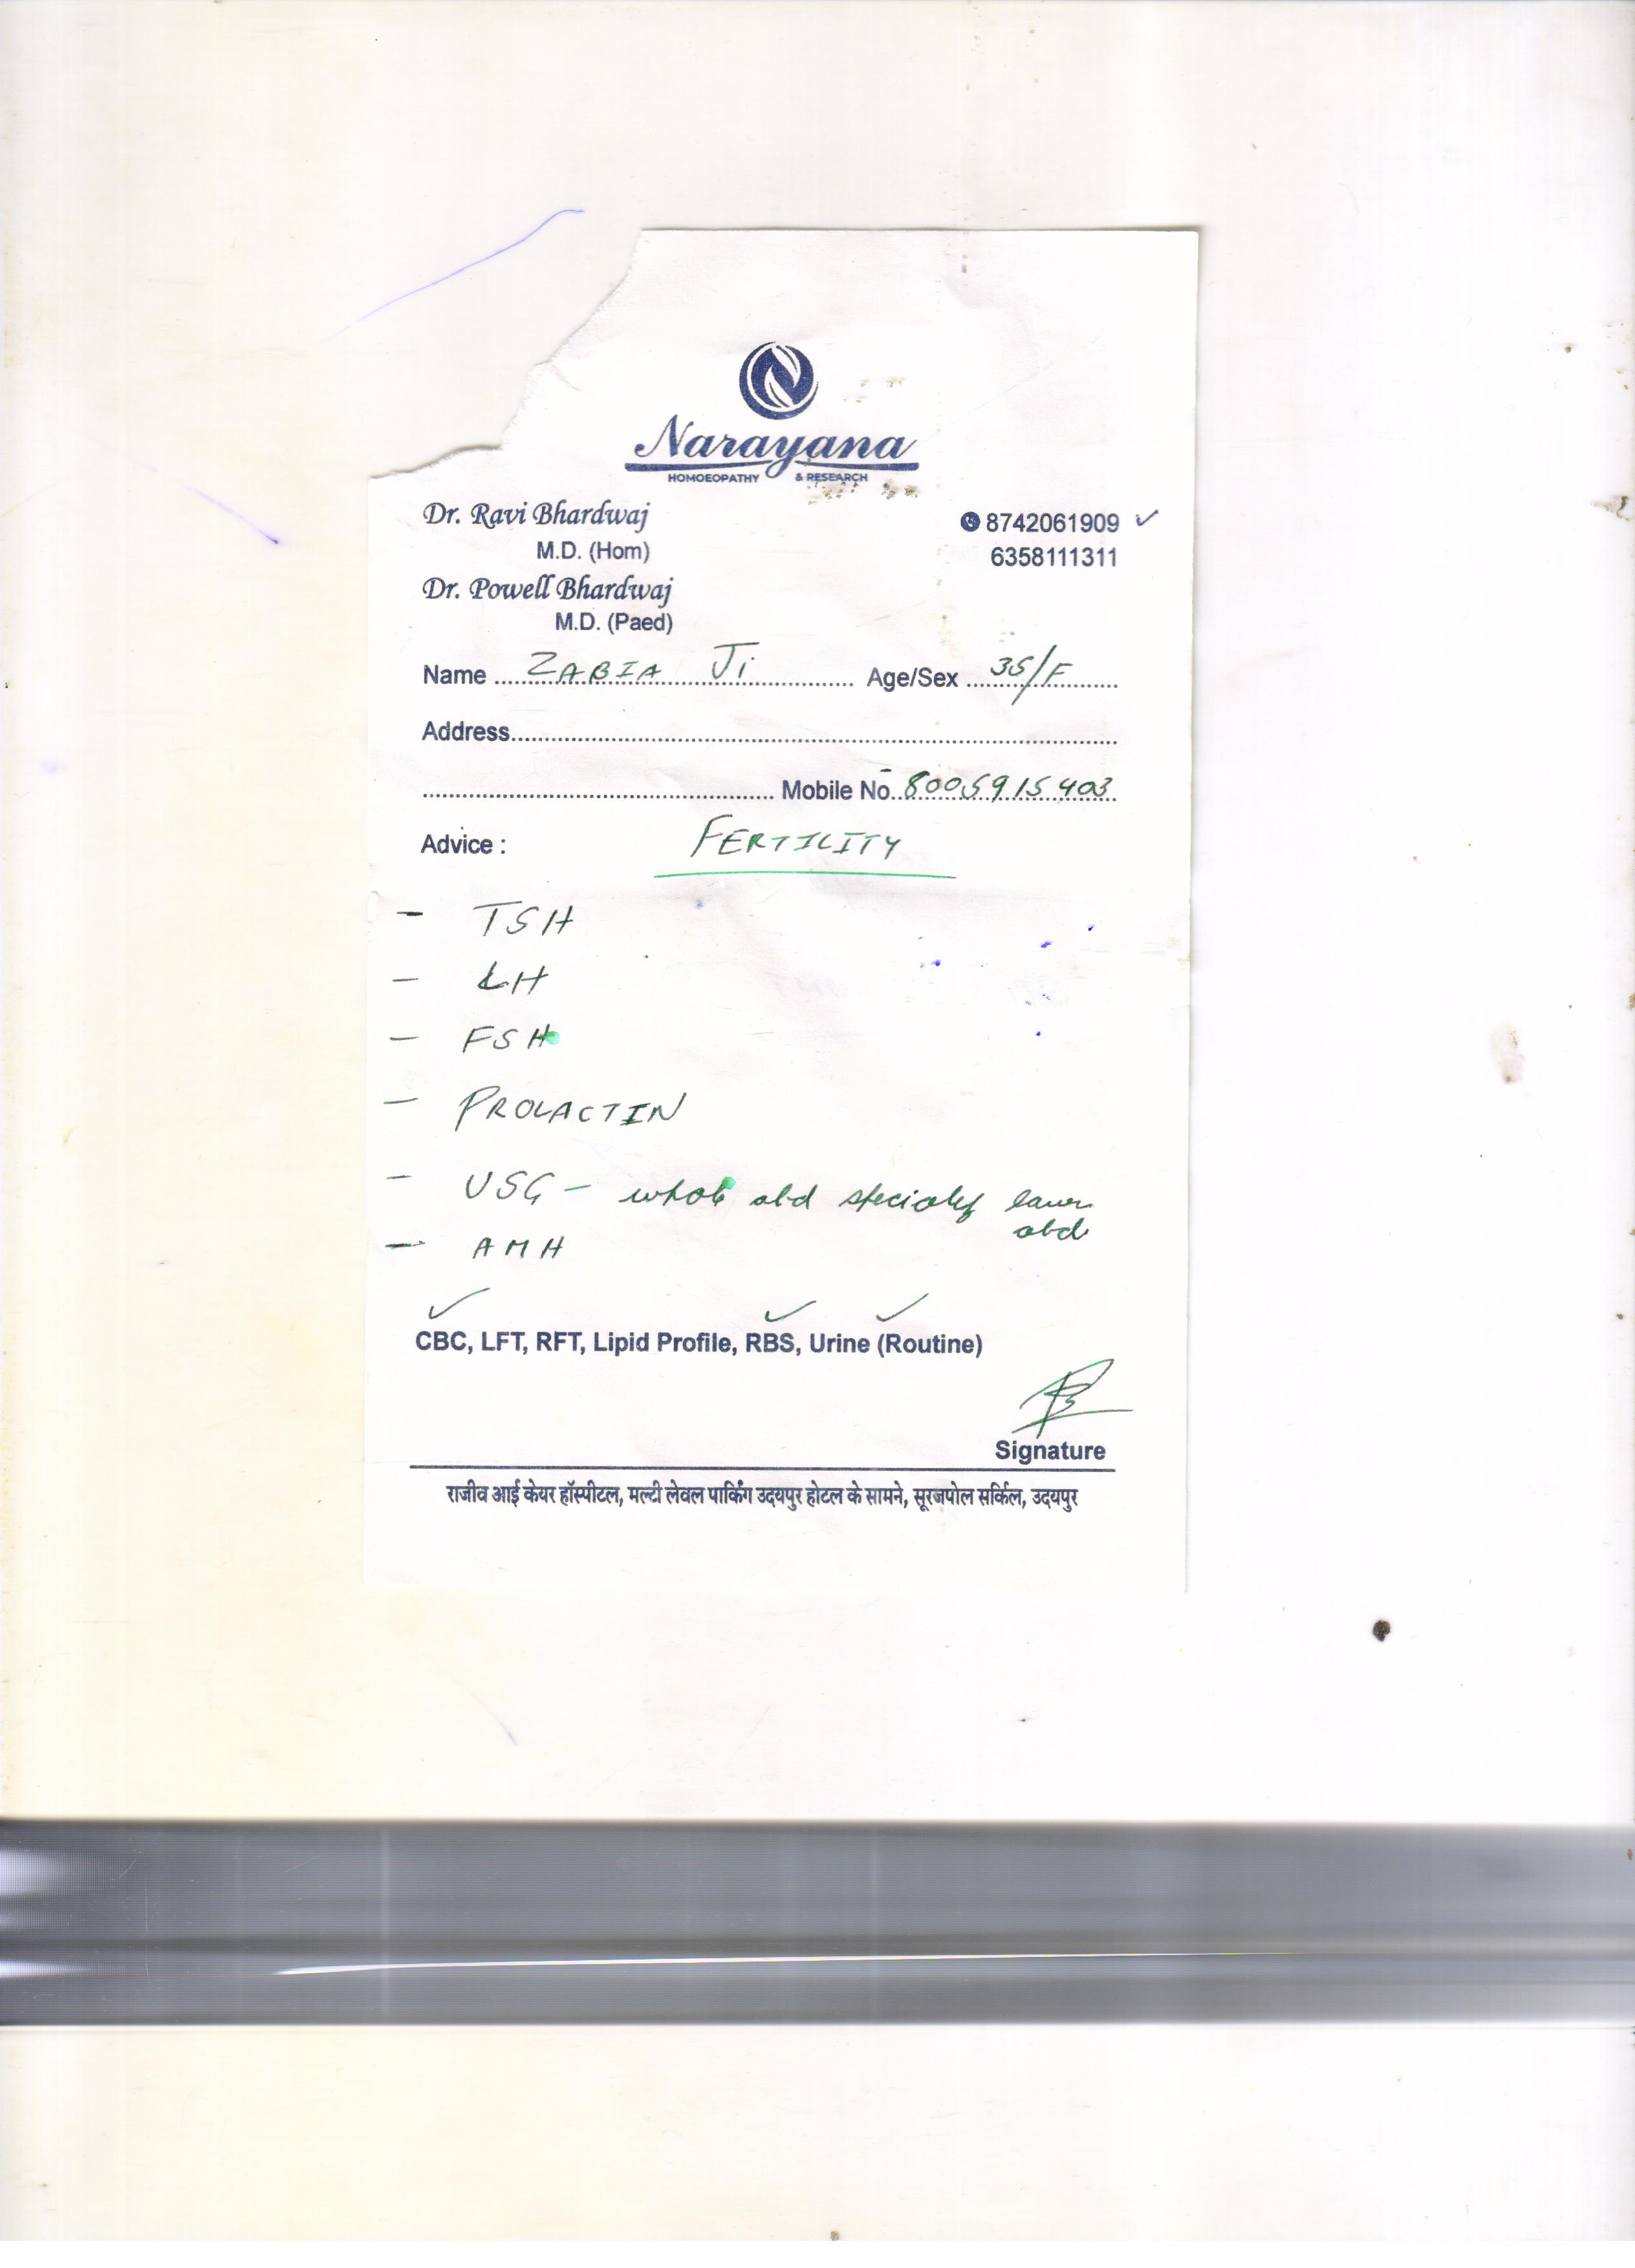 Narayana
HOMOEOPATHY & RESEARCH
Dr. Ravi Bhardwaj
M.D. (Hom)
8742061909 ✓
6358111311
Dr. Powell Bhardwaj
M.D. (Paed)
Name ZABIA Ji Age/Sex 35/F
Address
Mobile No. 8005915403
Advice : FERTILITY
- TSH
- LH
- FSH
- PROLACTIN
- USG - whole abd specialy lower
abd
- AMH
✓ ✓ ✓
CBC, LFT, RFT, Lipid Profile, RBS, Urine (Routine)
Signature
राजीव आई केयर हॉस्पीटल, मल्टी लेवल पार्किंग उदयपुर होटल के सामने, सूरजपोल सर्किल, उदयपुर